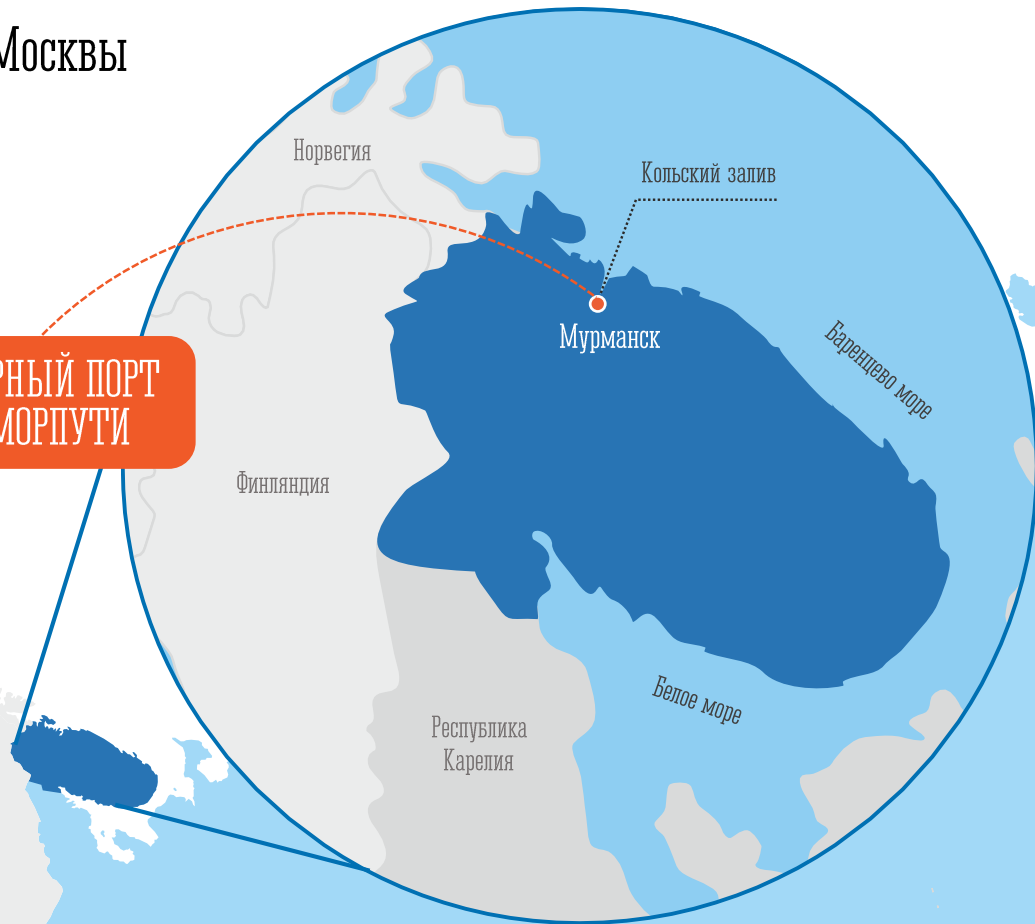 Москвы
Норвегия
Кольский залив
Мурманск
Баренцево море
РНЫЙ ПОРТ
МОРПУТИ
Финляндия
Белое море
Республика
Карелия